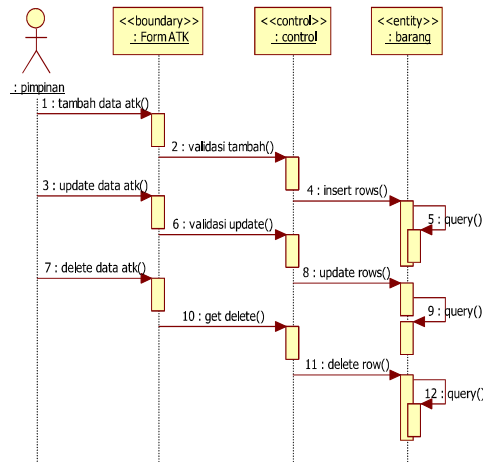 <<boundary>>
: Form ATK
<<control>>
: control
<<entity>>
: barang
: pimpinan
1 : tambah data atk()
2 : validasi tambah()
3 : update data atk()
4 : insert rows()
5 : query()
6 : validasi update()
7 : delete data atk()
8 : update rows()
9 : query()
10 : get delete()
11 : delete row()
12 : query()